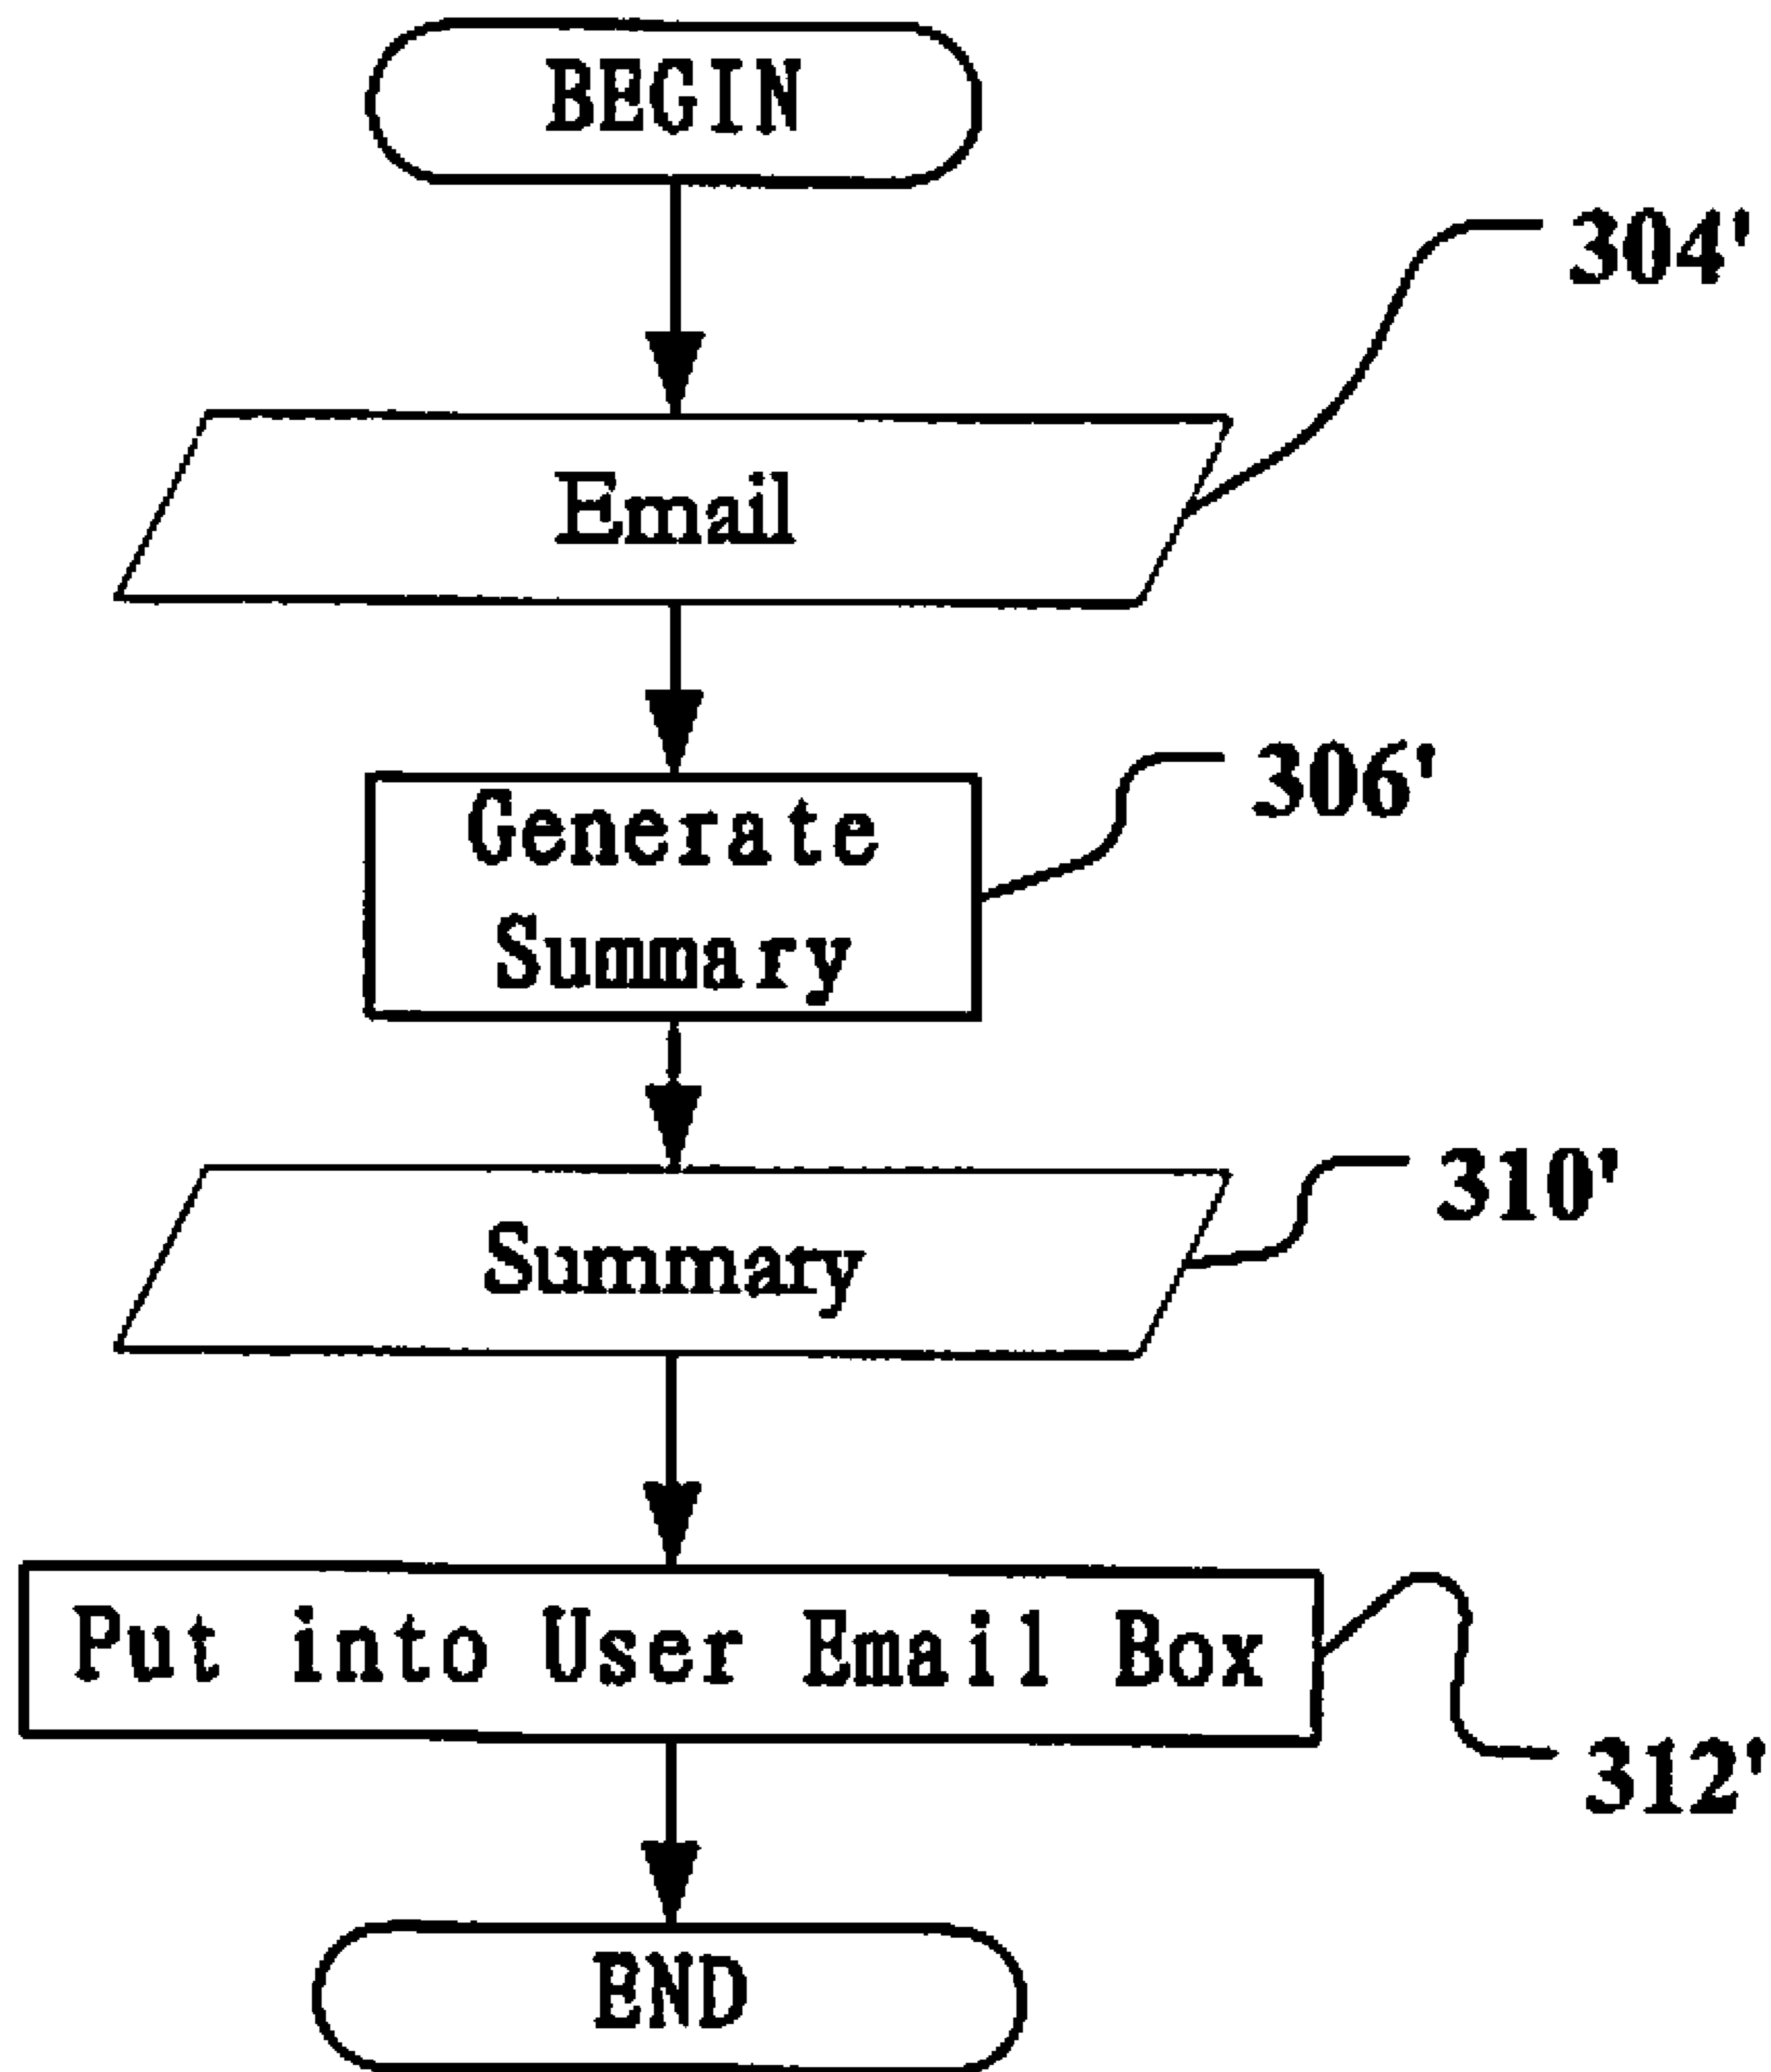 BEGIN
304'
Email
306'
Generate
Summary
310'
Summary
Put into User Email Box
312'
END